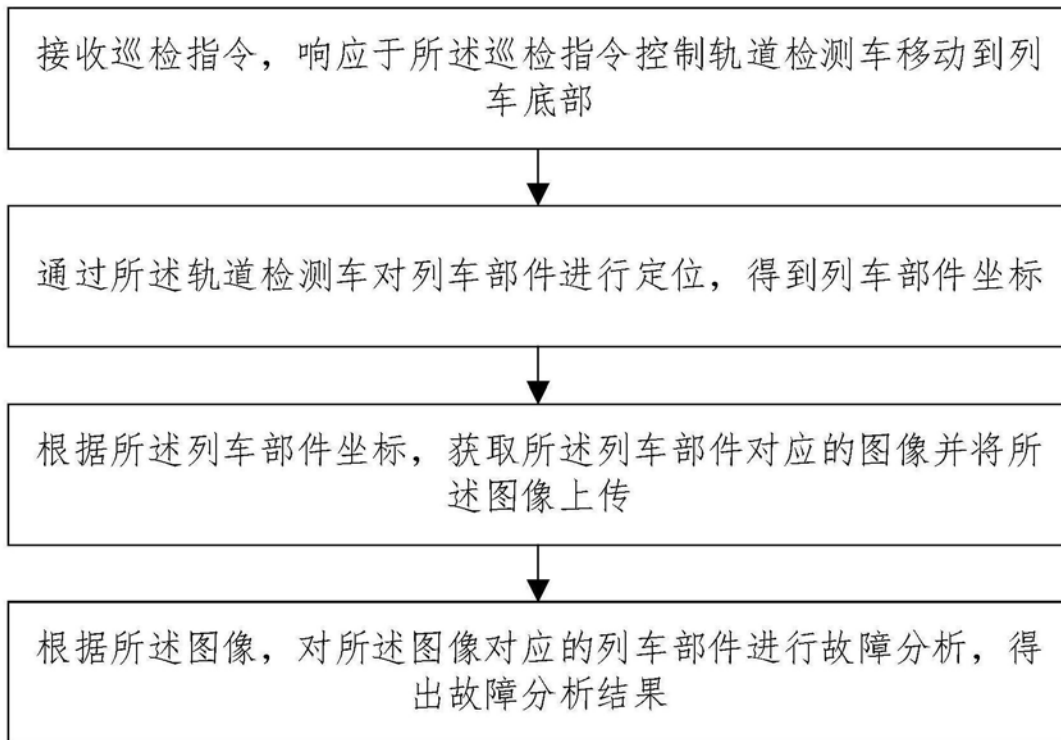 接收巡检指令，响应于所述巡检指令控制轨道检测车移动到列
车底部
通过所述轨道检测车对列车部件进行定位，得到列车部件坐标
根据所述列车部件坐标，获取所述列车部件对应的图像并将所
述图像上传
根据所述图像，对所述图像对应的列车部件进行故障分析，得
出故障分析结果